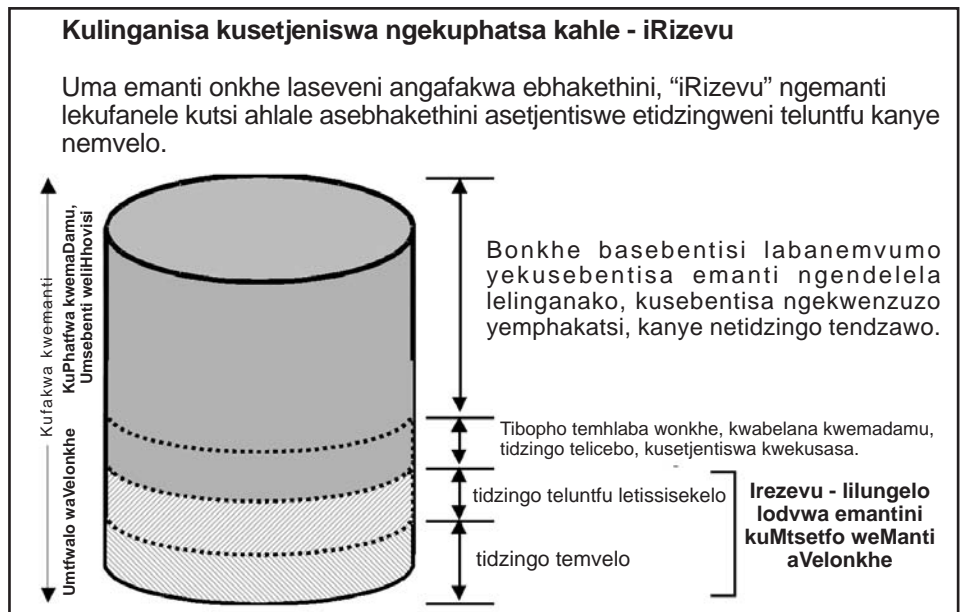 Kulinganisa kusetjeniswa ngekuphatsa kahle - iRizevu
Uma emanti onkhe laseveni angafakwa ebhakethini, “iRizevu” ngemanti
lekufanele kutsi ahlale asebhakethini asetjentiswe etidzingweni teluntfu kanye
nemvelo.
Kufakwa kwemanti
KuPhatfwa kwemaDamu,
Umsebenti weliHhovisi
Umtfwalo waVelonkhe
Bonkhe basebentisi labanemvumo
yekusebentisa emanti ngendelela
lelinganako, kusebentisa ngekwenzuzo
yemphakatsi, kanye netidzingo tendzawo.
Tibopho temhlaba wonkhe, kwabelana kwemadamu,
tidzingo telicebo, kusetjentiswa kwekusasa.
tidzingo teluntfu letissisekelo
tidzingo temvelo
Irezevu - lilungelo
lodvwa emantini
kuMtsetfo weManti
aVelonkhe